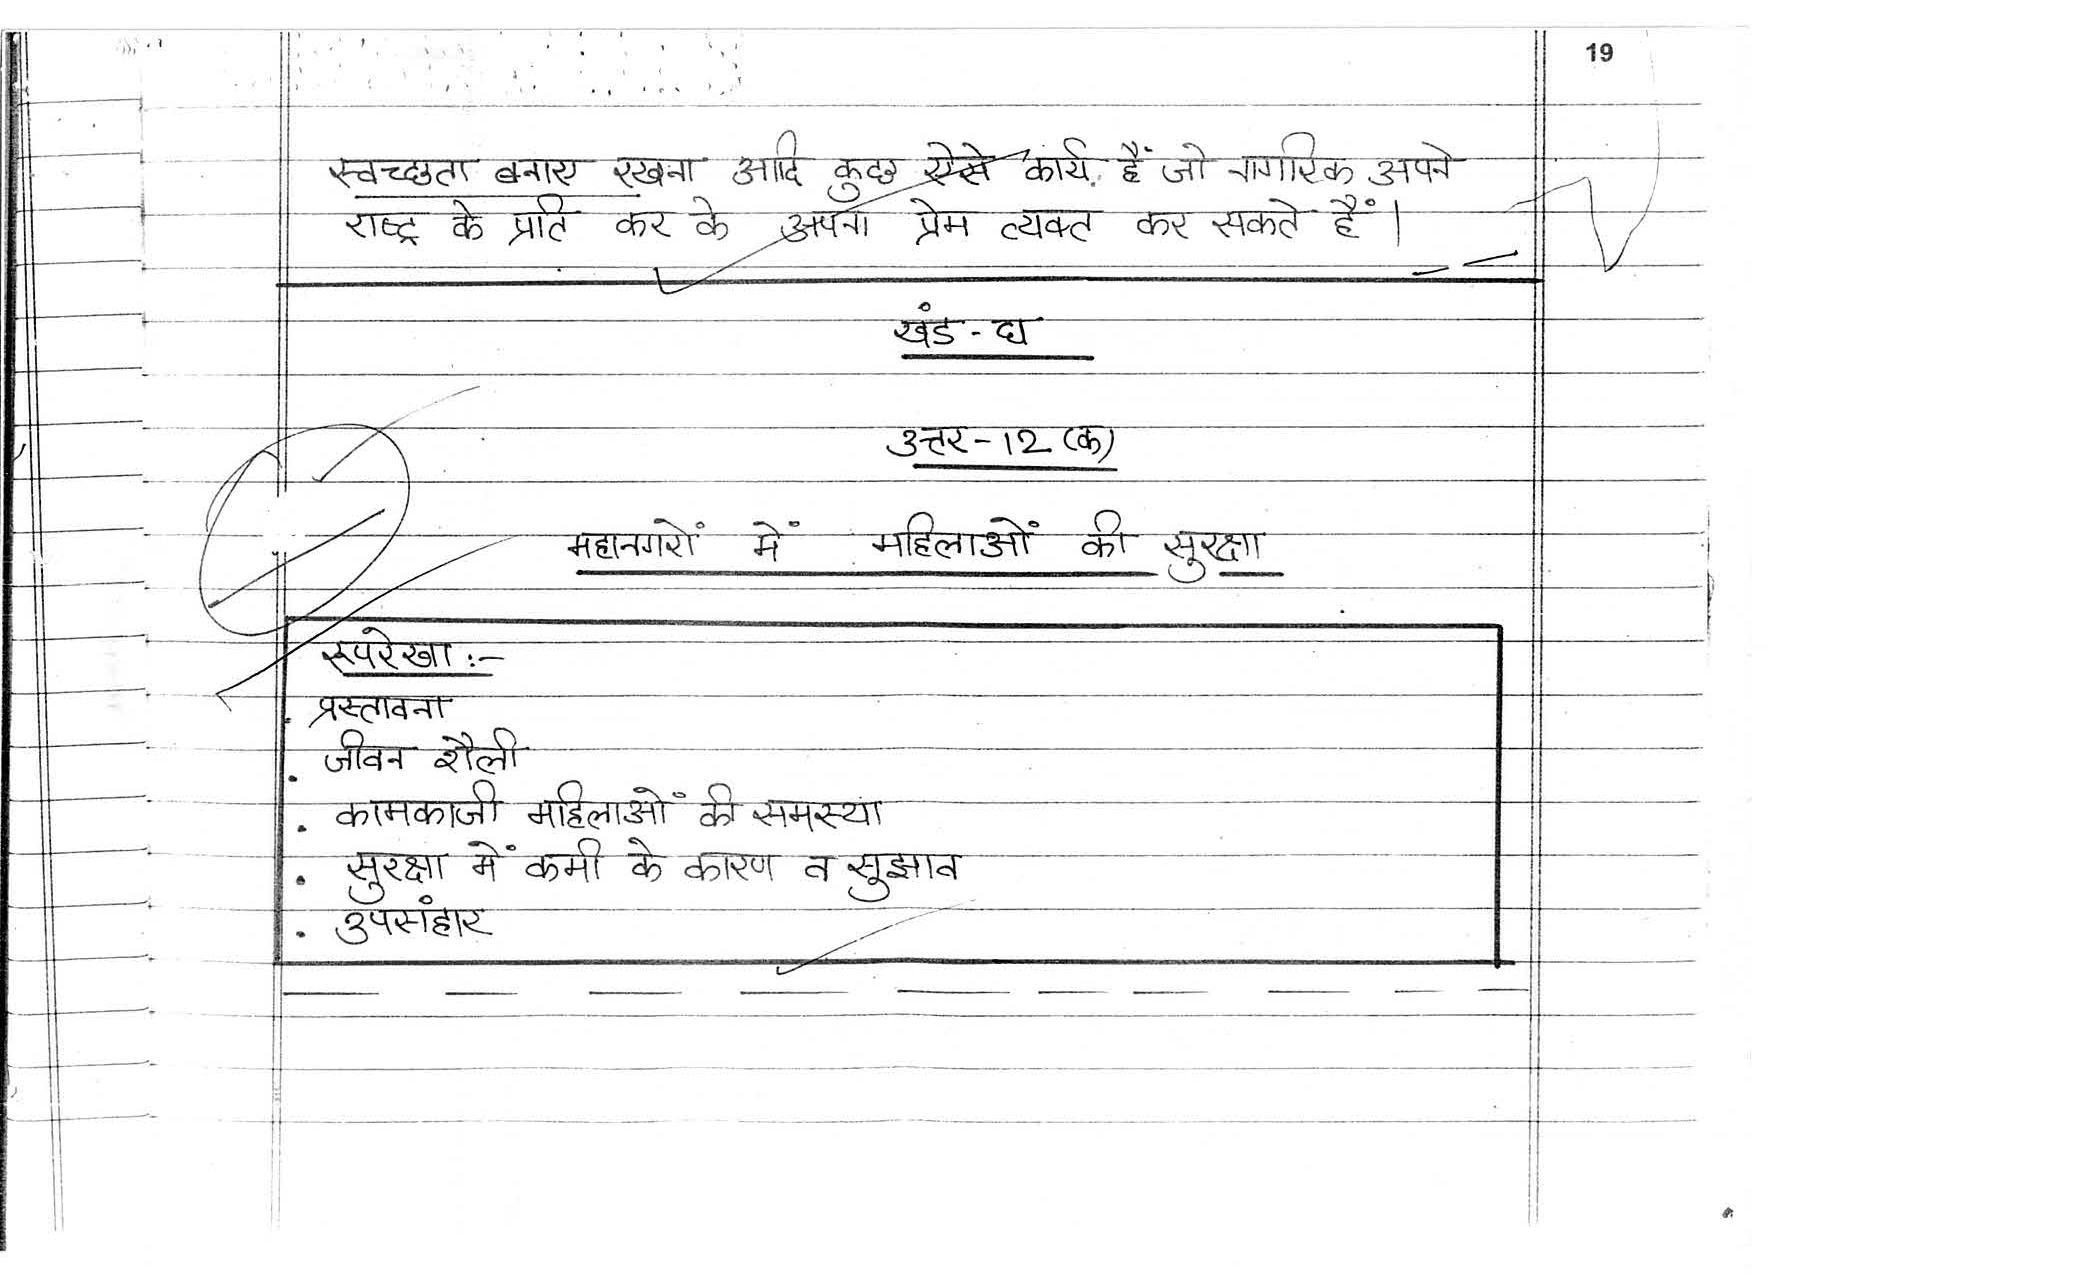 19
स्वच्छता बनाए रखना आदि कुछ ऐसे कार्य हैं जो नागरिक अपने
राष्ट्र के प्रति कर के अपना प्रेम व्यक्त कर सकते हैं।
खंड - घ
उत्तर - 12 (क)
महानगरों में महिलाओं की सुरक्षा
रूपरेखा :-
. प्रस्तावना
. जीवन शैली
. कामकाजी महिलाओं की समस्या
. सुरक्षा में कमी के कारण व सुझाव
. उपसंहार